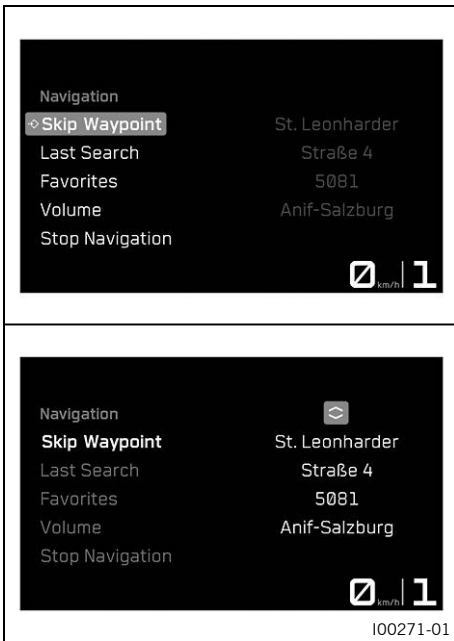 Navigation
Skip Waypoint St. Leonharder
Last Search Straße 4
Favorites 5081
Volume Anif-Salzburg
Stop Navigation
0 km/h 1
Navigation
Skip Waypoint St. Leonharder
Last Search Straße 4
Favorites 5081
Volume Anif-Salzburg
Stop Navigation
0 km/h 1
I00271-01